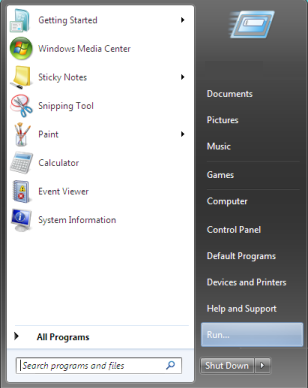 Getting Started
Windows Media Center
Sticky Notes
Snipping Tool
Paint
Calculator
Event Viewer
System Information
All Programs
Search programs and files
Documents
Pictures
Music
Games
Computer
Control Panel
Default Programs
Devices and Printers
Help and Support
Run...
Shut Down